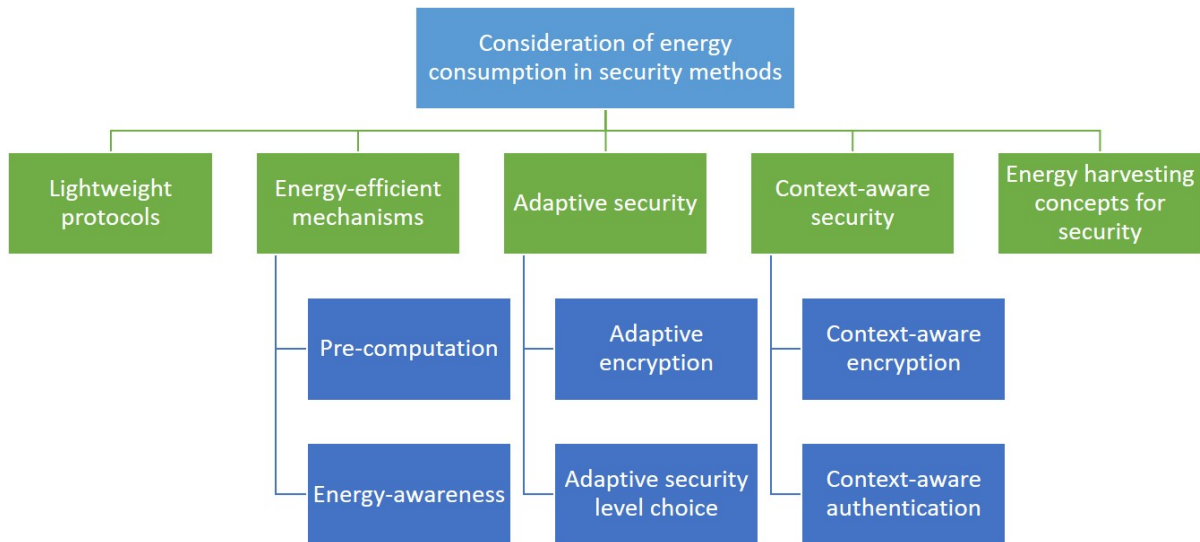 Consideration of energy
consumption in security methods
Lightweight
protocols
Energy-efficient
mechanisms
Adaptive security
Context-aware
security
Energy harvesting
concepts for
security
Pre-computation
Adaptive
encryption
Context-aware
encryption
Energy-awareness
Adaptive security
level choice
Context-aware
authentication